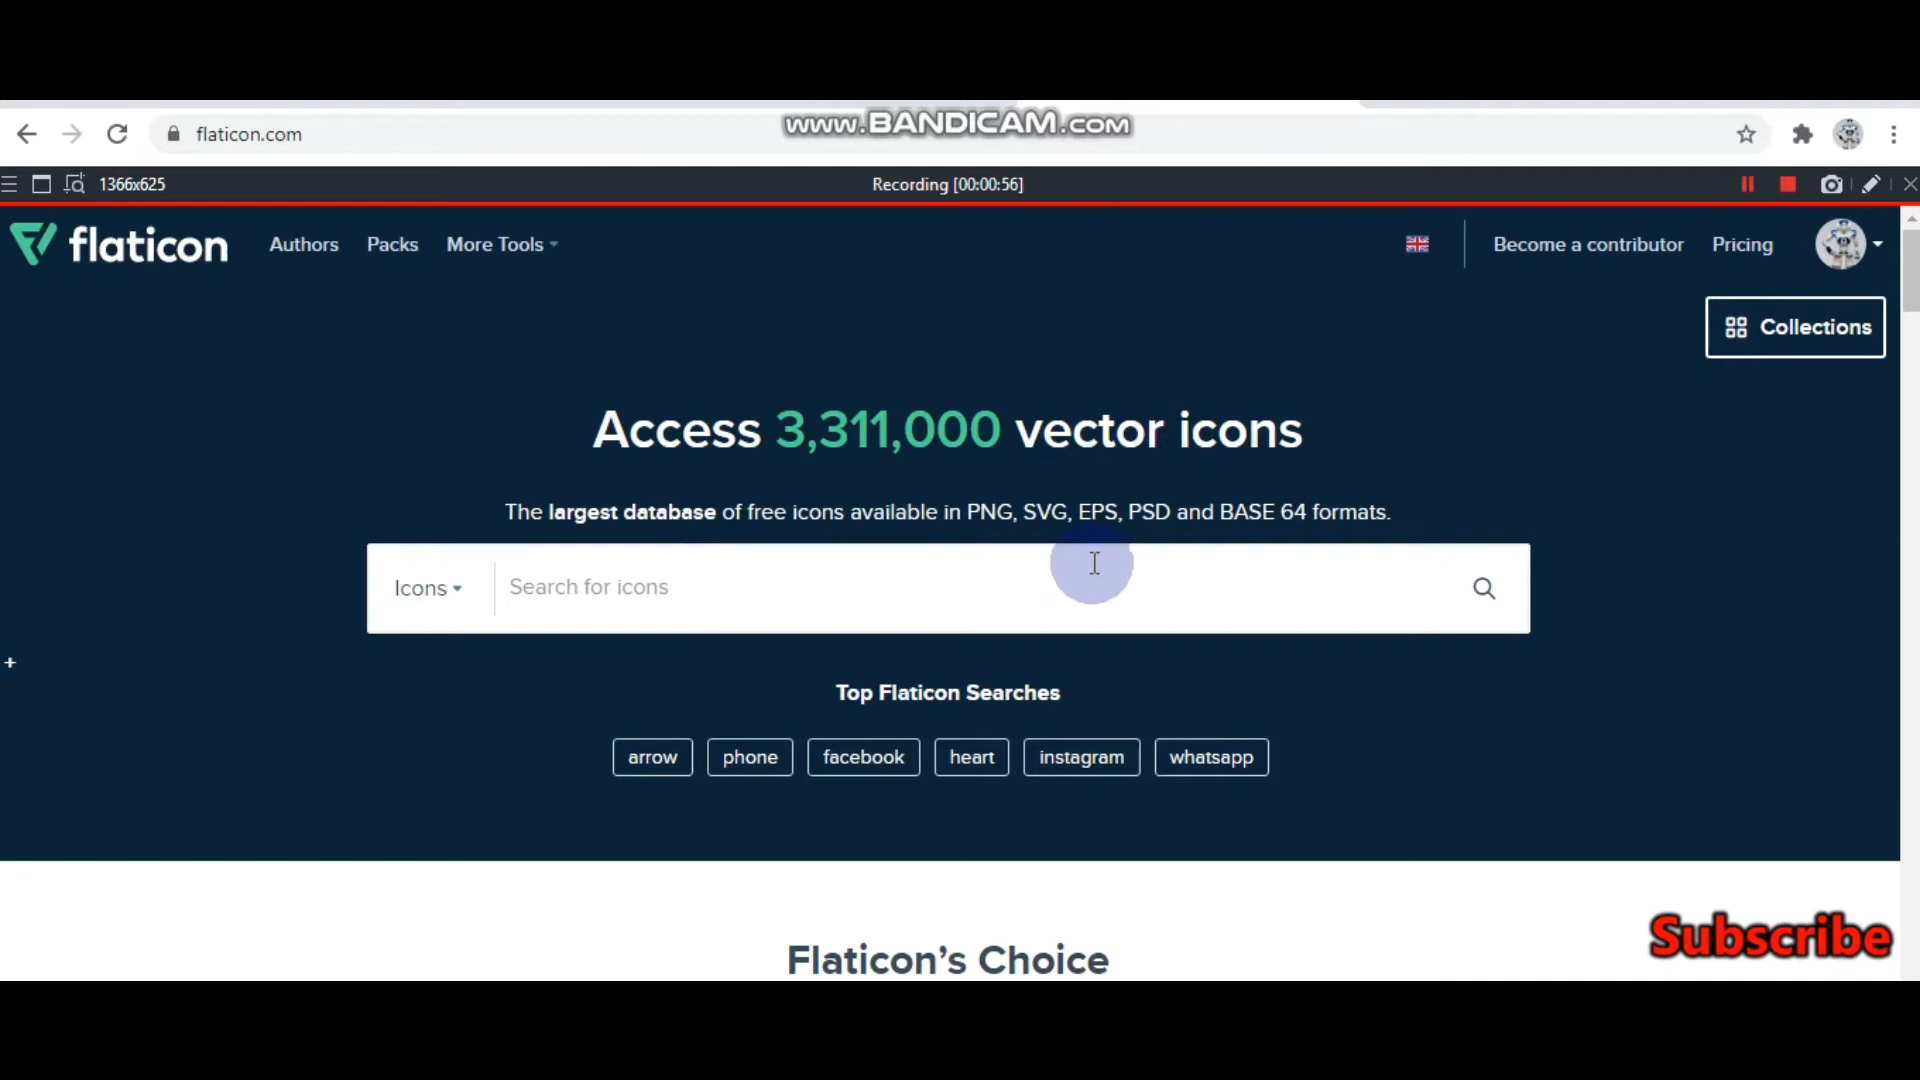 www.BANDICAM.com
flaticon.com
1366x625
Recording [00:00:56]
flaticon
Authors
Packs
More Tools
Become a contributor
Pricing
Collections
Access 3,311,000 vector icons
The largest database of free icons available in PNG, SVG, EPS, PSD and BASE 64 formats.
Icons
Search for icons
Top Flaticon Searches
arrow
phone
facebook
heart
instagram
whatsapp
Flaticon’s Choice
Subscribe